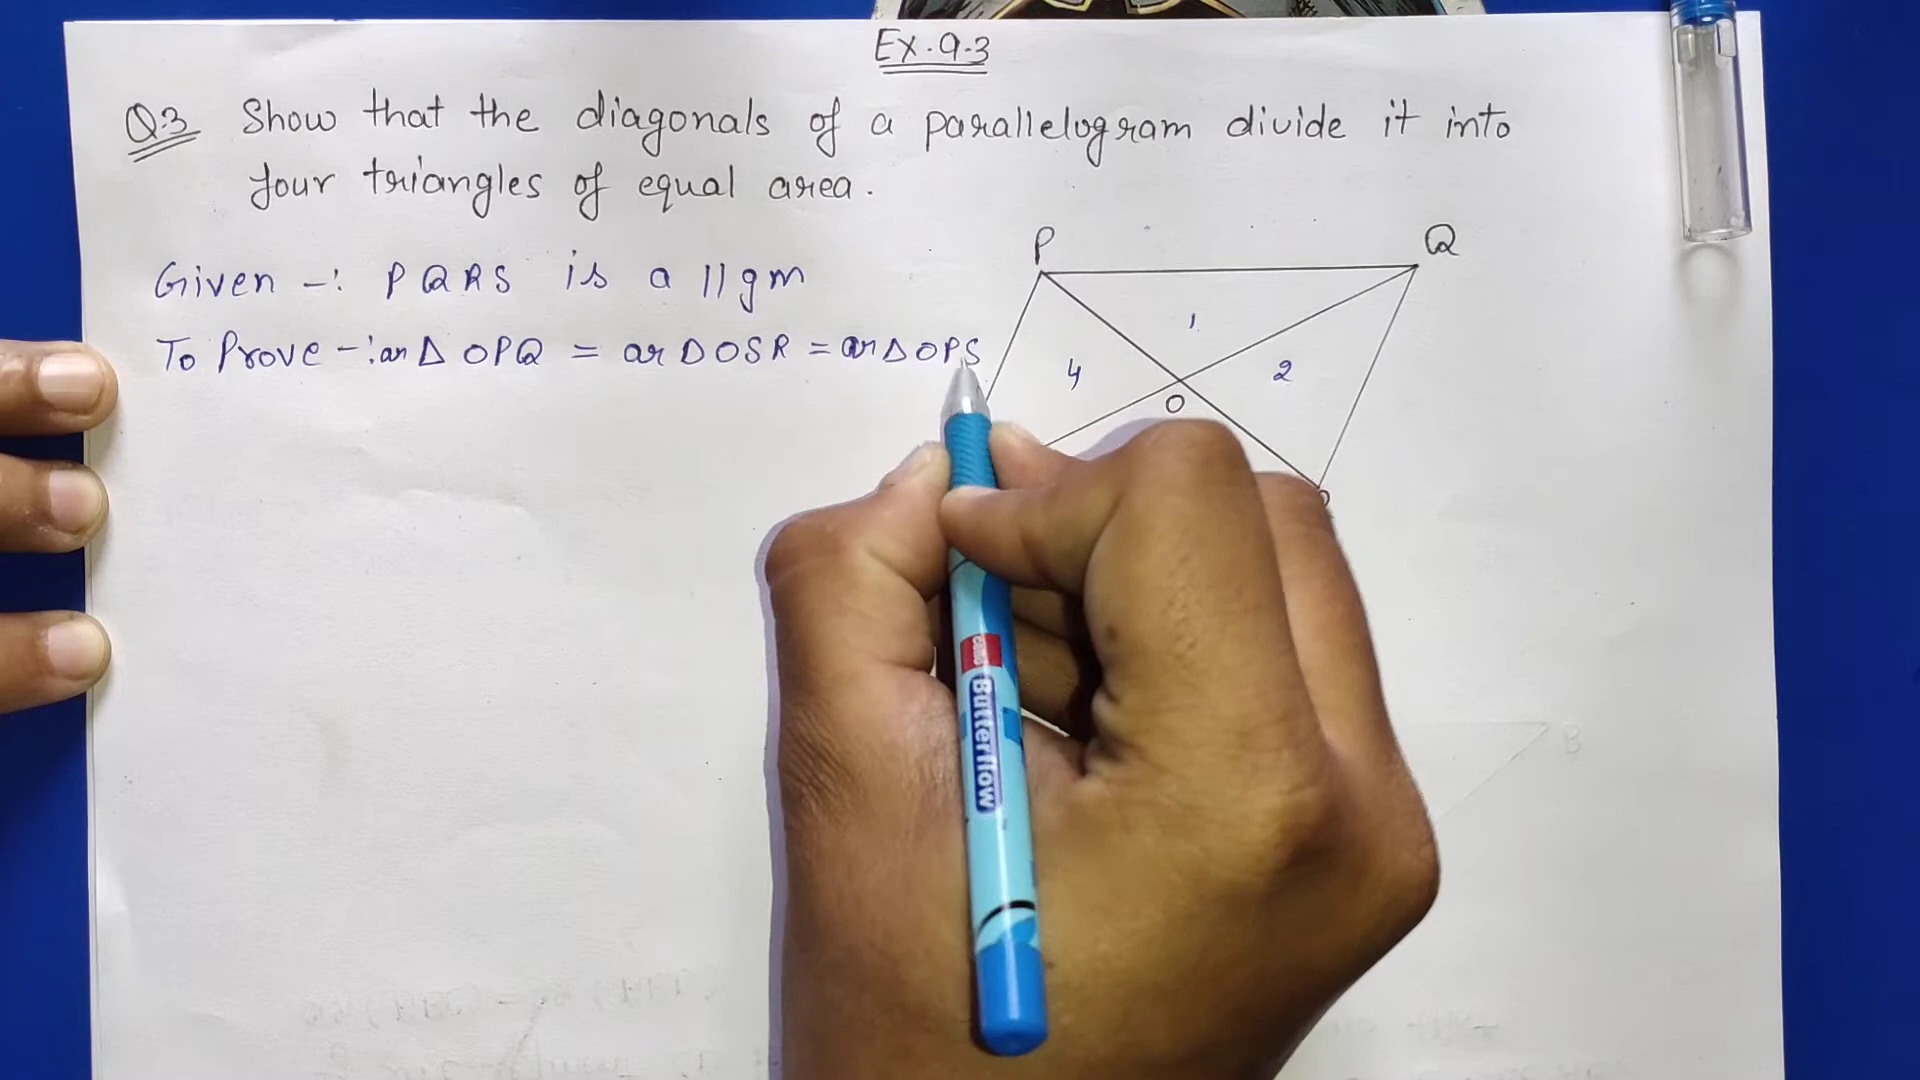 Ex.9.3
Q.3 Show that the diagonals of a parallelogram divide it into
four triangles of equal area.
P
Q
Given -: PQRS is a ||gm
1
To Prove -: ar Δ OPQ = ar Δ OSR = ar Δ OPS
4
2
O
Butterflow
B